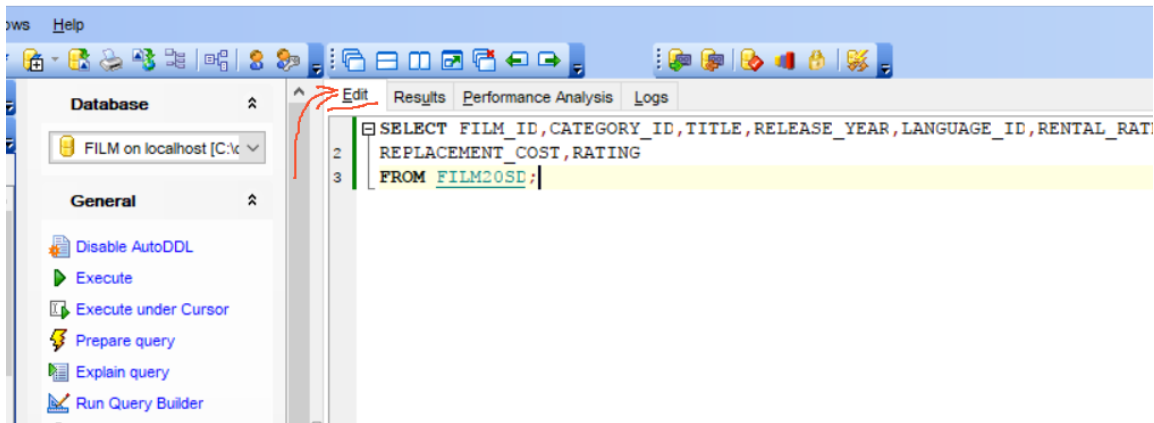 Help
Database
FILM on localhost [C:\
General
Disable AutoDDL
Execute
Execute under Cursor
Prepare query
Explain query
Run Query Builder
Edit Results Performance Analysis Logs
SELECT FILM_ID,CATEGORY_ID,TITLE,RELEASE_YEAR,LANGUAGE_ID,RENTAL_RAT
2 REPLACEMENT_COST,RATING
3 FROM FILM20SD;